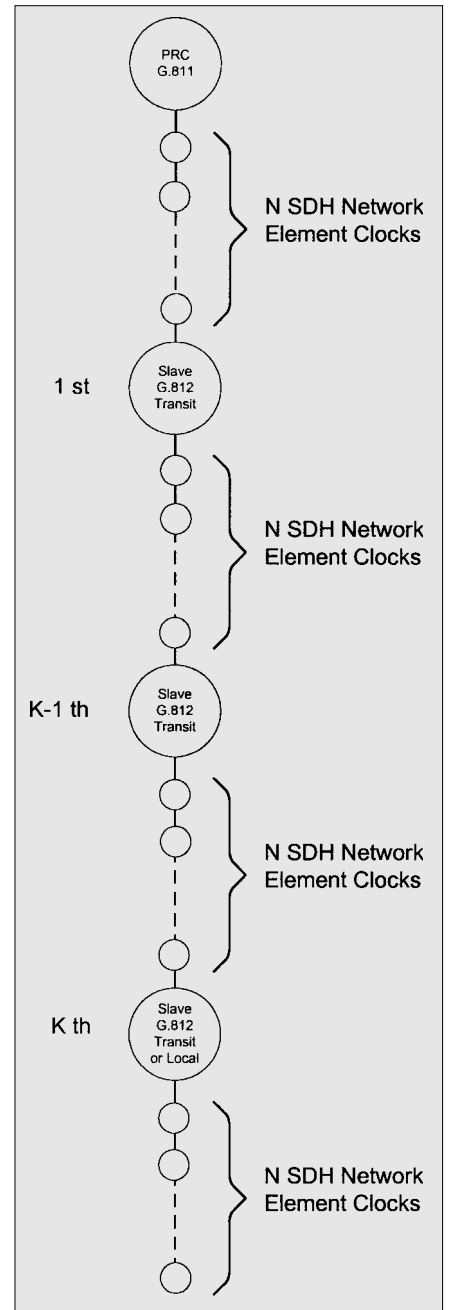 PRC
G.811
N SDH Network
Element Clocks
1 st
Slave
G.812
Transit
N SDH Network
Element Clocks
K-1 th
Slave
G.812
Transit
N SDH Network
Element Clocks
K th
Slave
G.812
Transit
or Local
N SDH Network
Element Clocks